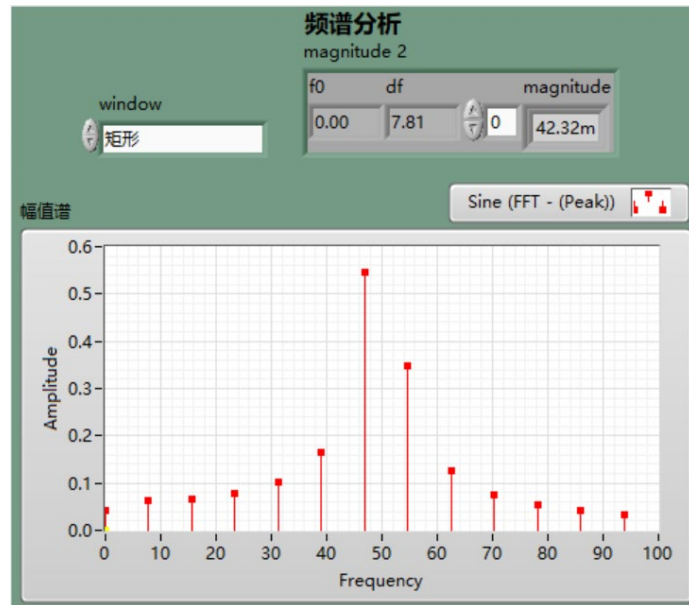 频谱分析
magnitude 2
f0 df magnitude
0.00 7.81 0 42.32m
window
矩形
Sine (FFT - (Peak))
幅值谱
0.6
0.5
0.4
0.3
0.2
0.1
0.0
Amplitude
0 10 20 30 40 50 60 70 80 90 100
Frequency